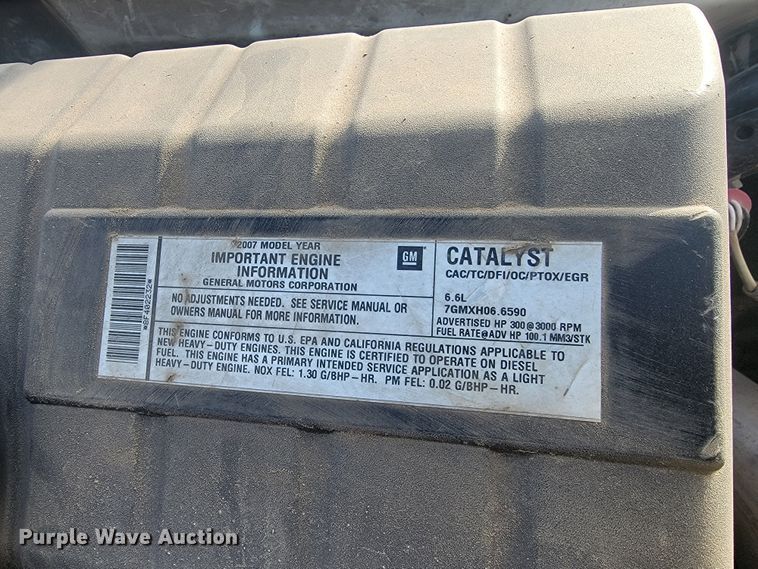 *8F402232*
2007 MODEL YEAR
IMPORTANT ENGINE
INFORMATION
GENERAL MOTORS CORPORATION
GM
CATALYST
CAC/TC/DFI/OC/PTOX/EGR
NO ADJUSTMENTS NEEDED. SEE SERVICE MANUAL OR
OWNERS MANUAL FOR MORE INFORMATION.
6.6L
7GMXH06.6590
ADVERTISED HP 300@3000 RPM
FUEL RATE@ADV HP 100.1 MM3/STK
THIS ENGINE CONFORMS TO U.S. EPA AND CALIFORNIA REGULATIONS APPLICABLE TO
NEW HEAVY-DUTY ENGINES. THIS ENGINE IS CERTIFIED TO OPERATE ON DIESEL
FUEL. THIS ENGINE HAS A PRIMARY INTENDED SERVICE APPLICATION AS A LIGHT
HEAVY-DUTY ENGINE. NOX FEL: 1.30 G/BHP-HR. PM FEL: 0.02 G/BHP-HR.
Purple Wave Auction